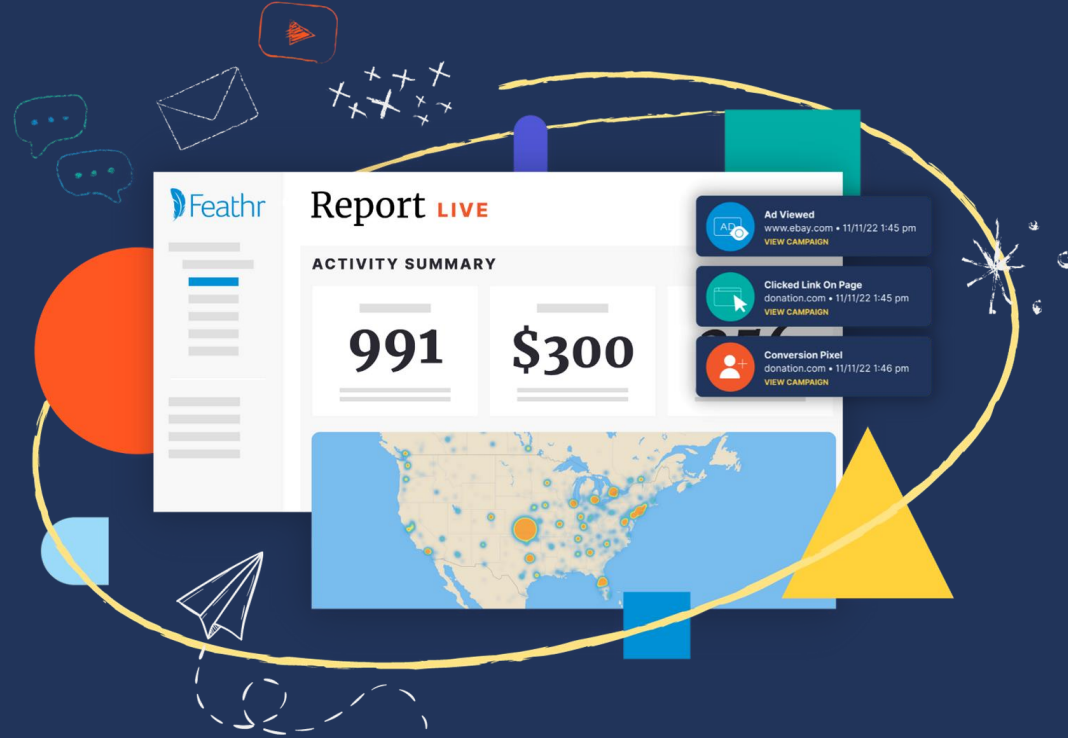 Feathr
Report LIVE
ACTIVITY SUMMARY
991
$300
AD
Ad Viewed
www.ebay.com • 11/11/22 1:45 pm
VIEW CAMPAIGN
Clicked Link On Page
donation.com • 11/11/22 1:45 pm
VIEW CAMPAIGN
Conversion Pixel
donation.com • 11/11/22 1:46 pm
VIEW CAMPAIGN